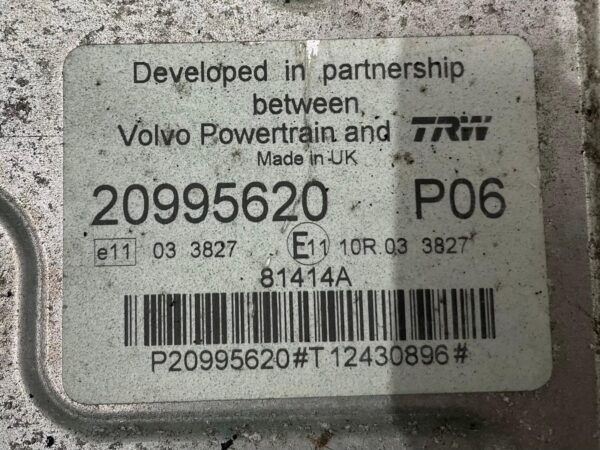 Developed in partnership
between
Volvo Powertrain and TRW
Made in UK
20995620 P06
e11 03 3827 E11 10R 03 3827
81414A
P20995620#T12430896#